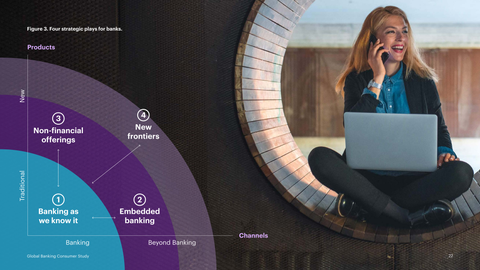 Figure 3. Four strategic plays for banks.
Products
New
Traditional
3
Non-financial
offerings
4
New
frontiers
1
Banking as
we know it
2
Embedded
banking
Banking
Beyond Banking
Channels
Global Banking Consumer Study
22